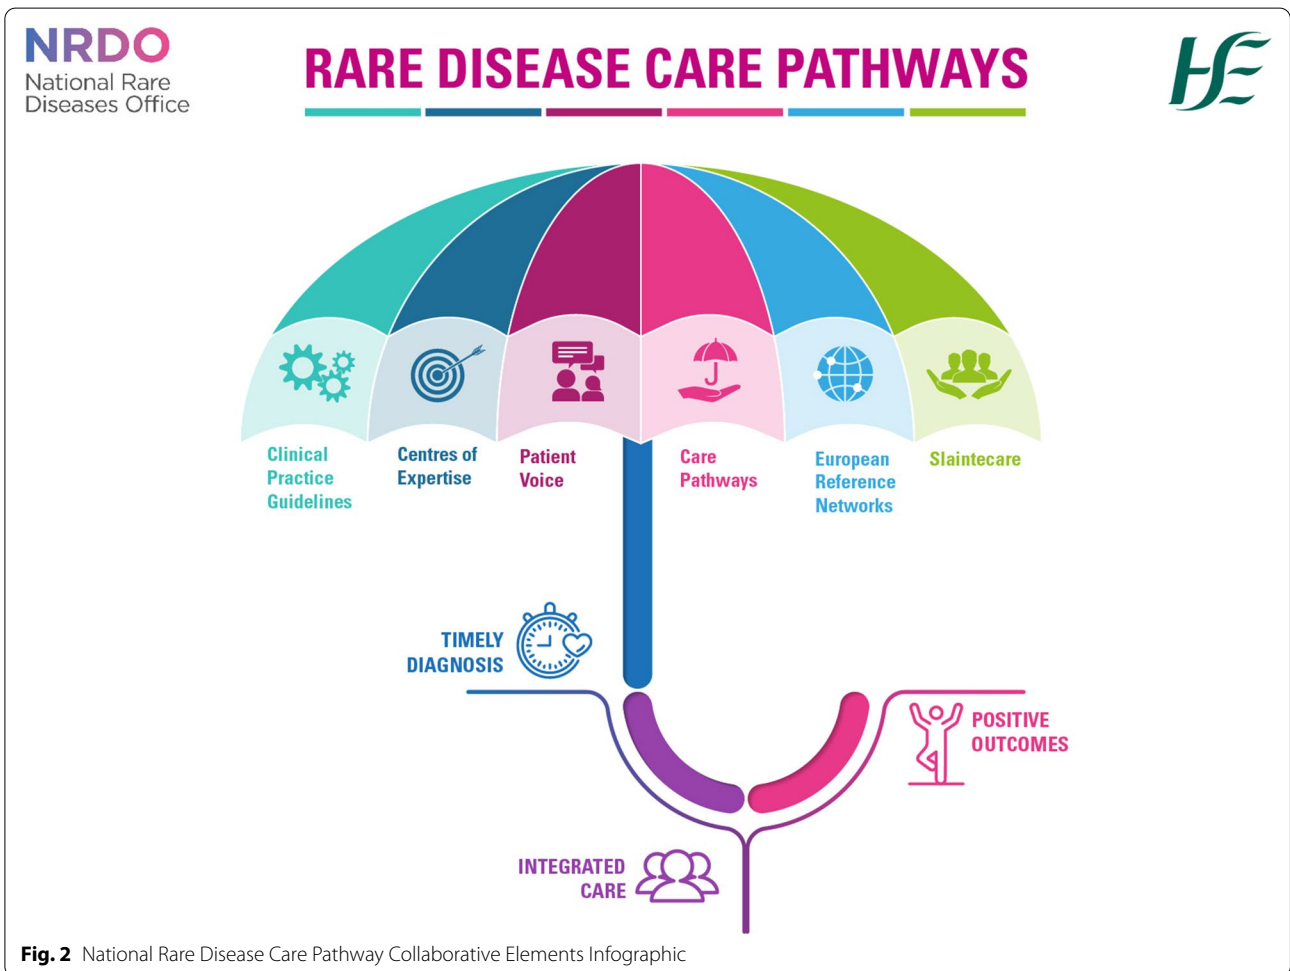 NRDO
National Rare
Diseases Office
RARE DISEASE CARE PATHWAYS
HSE
Clinical
Practice
Guidelines
Centres of
Expertise
Patient
Voice
Care
Pathways
European
Reference
Networks
Slaintecare
TIMELY
DIAGNOSIS
POSITIVE
OUTCOMES
INTEGRATED
CARE
Fig. 2 National Rare Disease Care Pathway Collaborative Elements Infographic